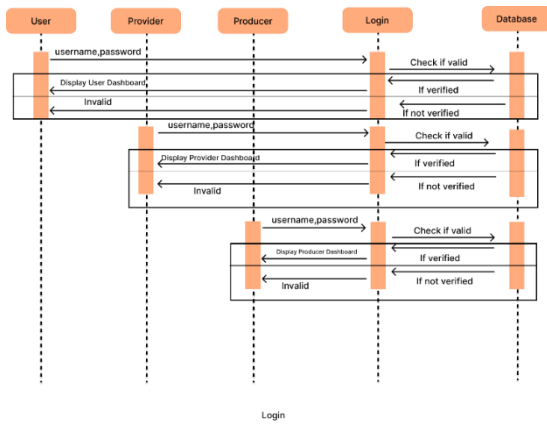 User
Provider
Producer
Login
Database
username,password
Check if valid
Display User Dashboard
If verified
Invalid
If not verified
username,password
Check if valid
Display Provider Dashboard
If verified
Invalid
If not verified
username,password
Check if valid
Display Producer Dashboard
If verified
Invalid
If not verified
Login